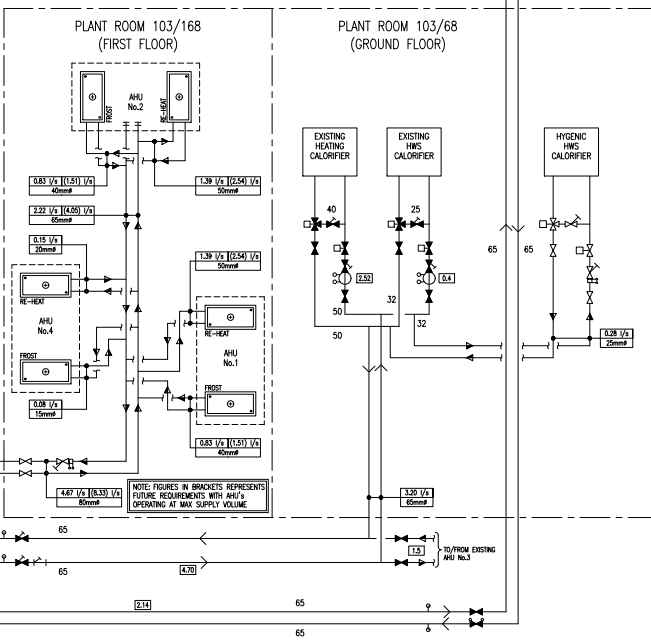 PLANT ROOM 103/168
(FIRST FLOOR)
PLANT ROOM 103/68
(GROUND FLOOR)
AHU
No.2
FROST
RE-HEAT
0.83 l/s (1.51) l/s
40mmø
1.39 l/s (2.54) l/s
50mmø
2.22 l/s (4.05) l/s
65mmø
0.15 l/s
20mmø
1.39 l/s (2.54) l/s
50mmø
RE-HEAT
AHU
No.4
FROST
RE-HEAT
AHU
No.1
FROST
0.08 l/s
15mmø
0.83 l/s (1.51) l/s
40mmø
4.67 l/s (8.33) l/s
80mmø
NOTE: FIGURES IN BRACKETS REPRESENTS
FUTURE REQUIREMENTS WITH AHU's
OPERATING AT MAX SUPPLY VOLUME
EXISTING
HEATING
CALORIFIER
EXISTING
HWS
CALORIFIER
HYGENIC
HWS
CALORIFIER
40
25
65
65
2.52
0.4
32
50
50
32
0.28 l/s
25mmø
3.20 l/s
65mmø
65
65
4.70
1.5
TO/FROM EXISTING
AHU No.3
2.14
65
65